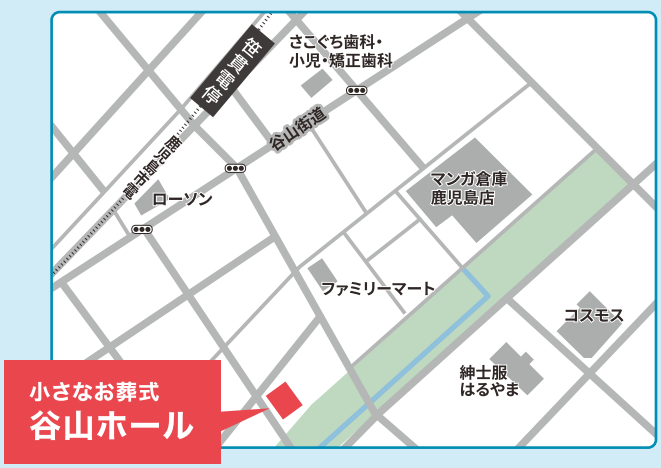 笹貫電停
さこぐち歯科・
小児・矯正歯科
谷山街道
鹿児島市電
ローソン
マンガ倉庫
鹿児島店
ファミリーマート
コスモス
紳士服
はるやま
小さなお葬式
谷山ホール